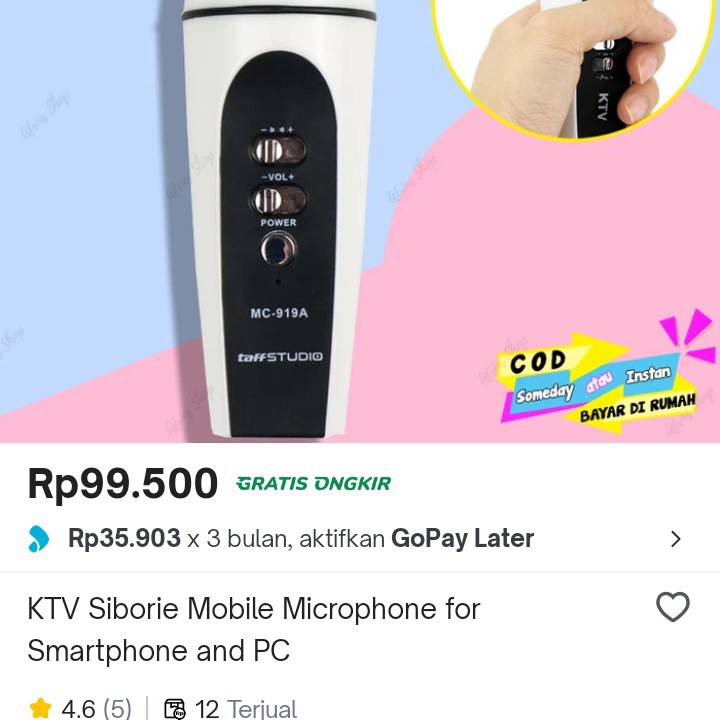 KTV
- +
-VOL+
POWER
MC-919A
taffSTUDIO
COD
Someday atau Instan
BAYAR DI RUMAH
Rp99.500 GRATIS ONGKIR
Rp35.903 x 3 bulan, aktifkan GoPay Later
KTV Siborie Mobile Microphone for
Smartphone and PC
4.6 (5) 12 Terjual